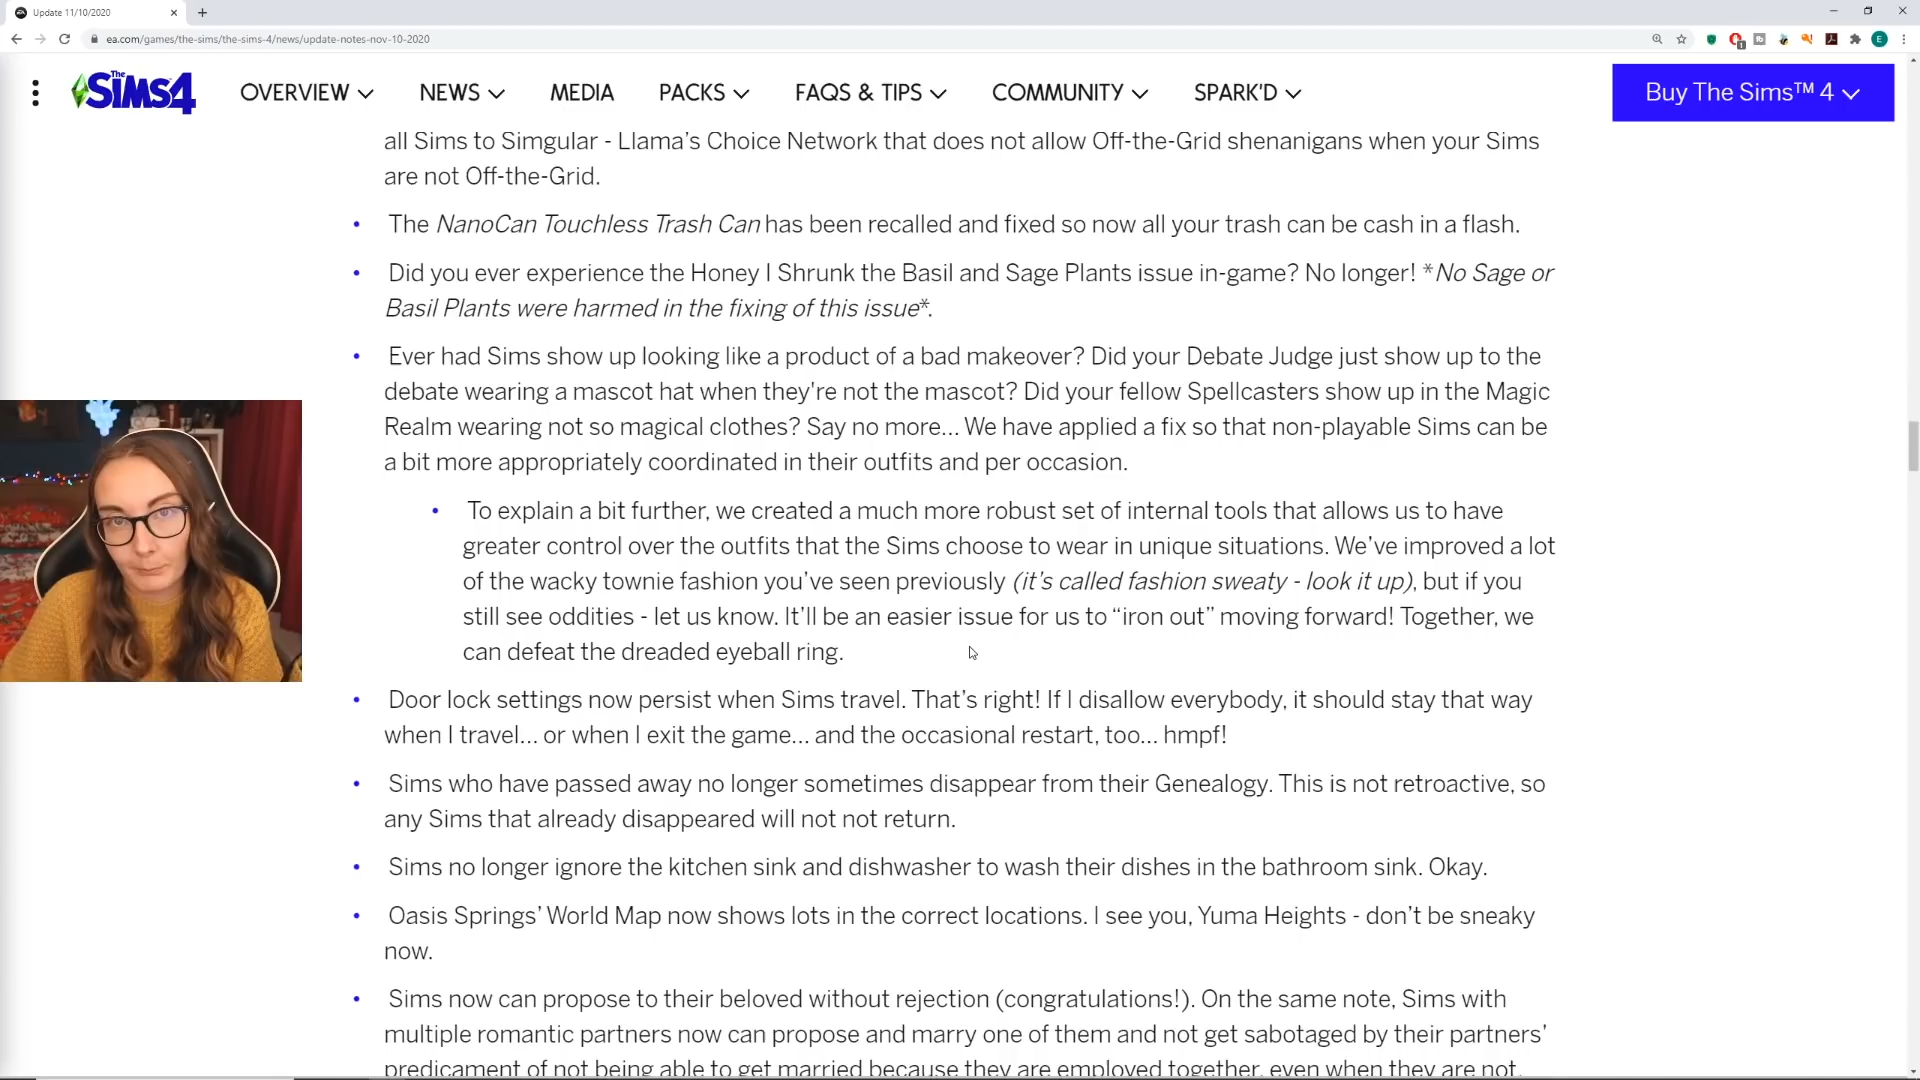 Update 11/10/2020
ea.com/games/the-sims/the-sims-4/news/update-notes-nov-10-2020
The SiMS4
OVERVIEW
NEWS
MEDIA
PACKS
FAQS & TIPS
COMMUNITY
SPARK'D
Buy The Sims™ 4
all Sims to Simgular - Llama's Choice Network that does not allow Off-the-Grid shenanigans when your Sims
are not Off-the-Grid.
• The NanoCan Touchless Trash Can has been recalled and fixed so now all your trash can be cash in a flash.
• Did you ever experience the Honey I Shrunk the Basil and Sage Plants issue in-game? No longer! *No Sage or
Basil Plants were harmed in the fixing of this issue*.
• Ever had Sims show up looking like a product of a bad makeover? Did your Debate Judge just show up to the
debate wearing a mascot hat when they're not the mascot? Did your fellow Spellcasters show up in the Magic
Realm wearing not so magical clothes? Say no more... We have applied a fix so that non-playable Sims can be
a bit more appropriately coordinated in their outfits and per occasion.
• To explain a bit further, we created a much more robust set of internal tools that allows us to have
greater control over the outfits that the Sims choose to wear in unique situations. We've improved a lot
of the wacky townie fashion you've seen previously (it's called fashion sweaty - look it up), but if you
still see oddities - let us know. It'll be an easier issue for us to “iron out” moving forward! Together, we
can defeat the dreaded eyeball ring.
• Door lock settings now persist when Sims travel. That's right! If I disallow everybody, it should stay that way
when I travel... or when I exit the game... and the occasional restart, too... hmpf!
• Sims who have passed away no longer sometimes disappear from their Genealogy. This is not retroactive, so
any Sims that already disappeared will not not return.
• Sims no longer ignore the kitchen sink and dishwasher to wash their dishes in the bathroom sink. Okay.
• Oasis Springs' World Map now shows lots in the correct locations. I see you, Yuma Heights - don't be sneaky
now.
• Sims now can propose to their beloved without rejection (congratulations!). On the same note, Sims with
multiple romantic partners now can propose and marry one of them and not get sabotaged by their partners'
predicament of not being able to get married because they are employed together, even when they are not.